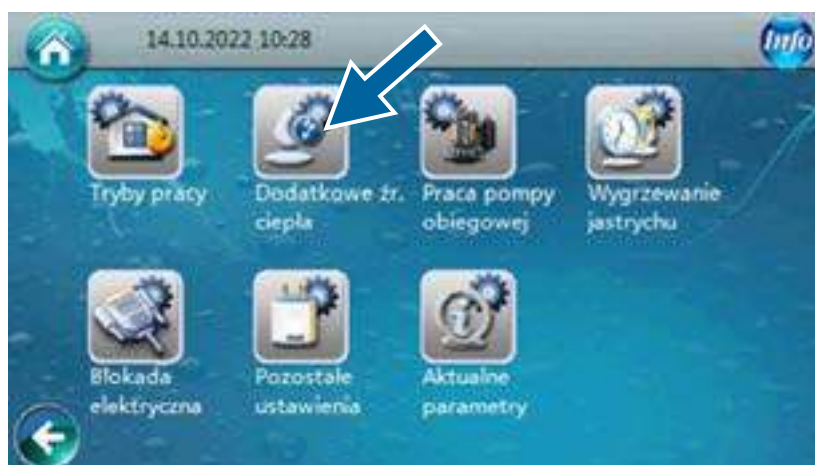 14.10.2022 10:28
Info
Tryby pracy
Dodatkowe źr.
ciepła
Praca pompy
obiegowej
Wygrzewanie
jastrychu
Blokada
elektryczna
Pozostałe
ustawienia
Aktualne
parametry